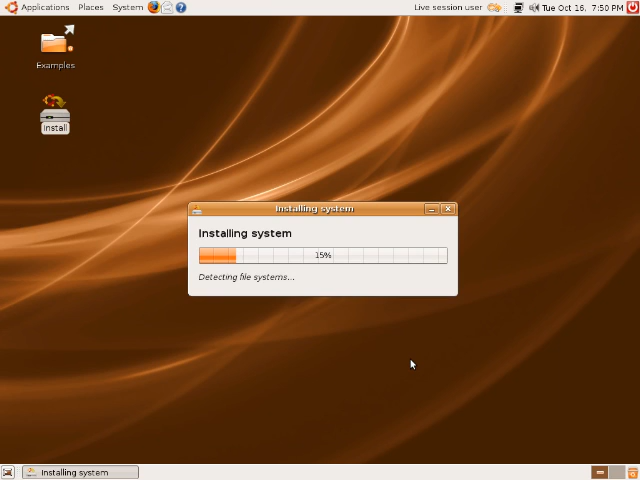 Applications Places System Live session user Tue Oct 16, 7:50 PM
Examples
Install
Installing system
Installing system
15%
Detecting file systems...
Installing system